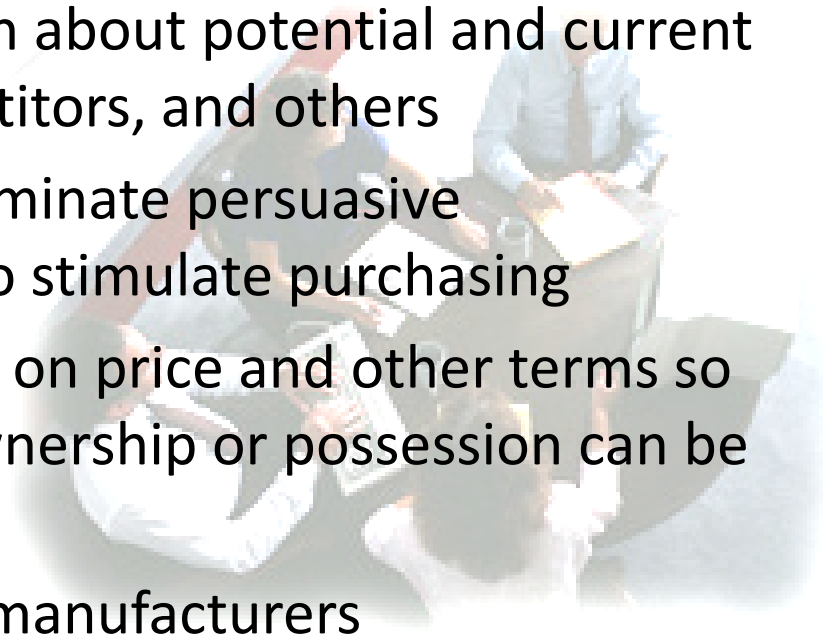 about potential and current
titors, and others
minate persuasive
o stimulate purchasing
on price and other terms so
nership or possession can be
manufacturers